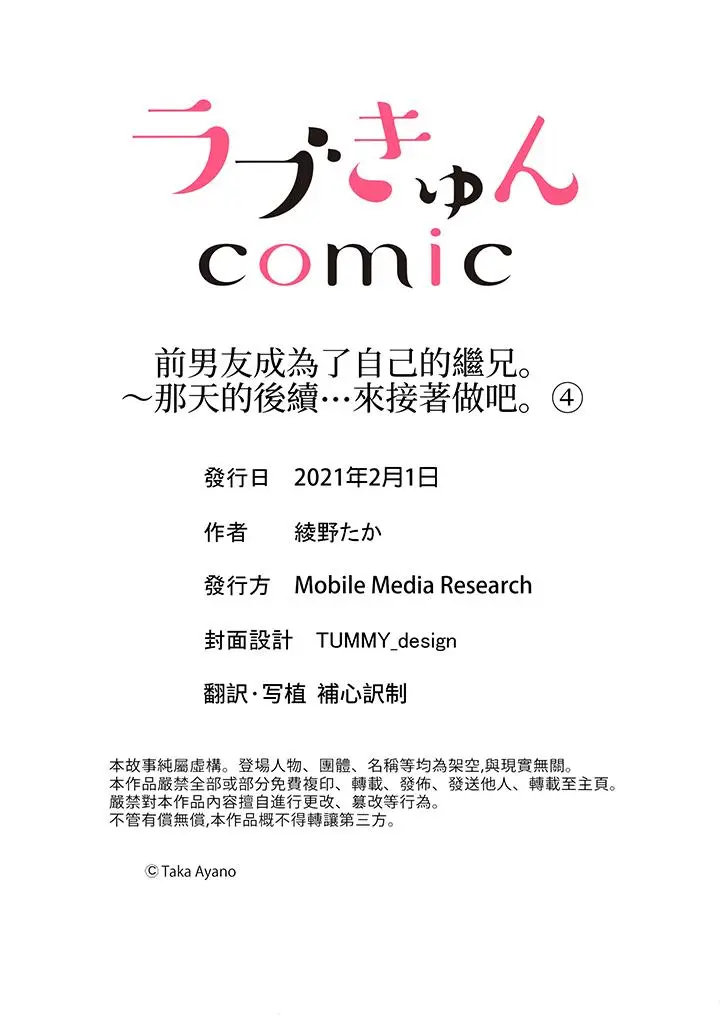 ラブきゅん
comic
前男友成為了自己的繼兄。
～那天的後續…來接著做吧。④
發行日 2021年2月1日
作者 綾野たか
發行方 Mobile Media Research
封面設計 TUMMY_design
翻訳·写植 補心訳制
本故事純屬虛構。登場人物、團體、名稱等均為架空,與現實無關。
本作品嚴禁全部或部分免費複印、轉載、發佈、發送他人、轉載至主頁。
嚴禁對本作品內容擅自進行更改、篡改等行為。
不管有償無償,本作品概不得轉讓第三方。
© Taka Ayano